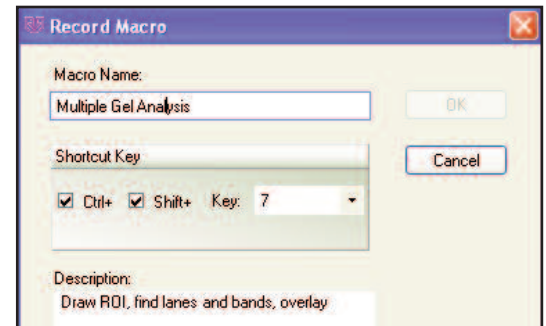 Record Macro
Macro Name:
Multiple Gel Analysis
OK
Shortcut Key
Cancel
Ctrl+ Shift+ Key: 7
Description:
Draw ROI, find lanes and bands, overlay